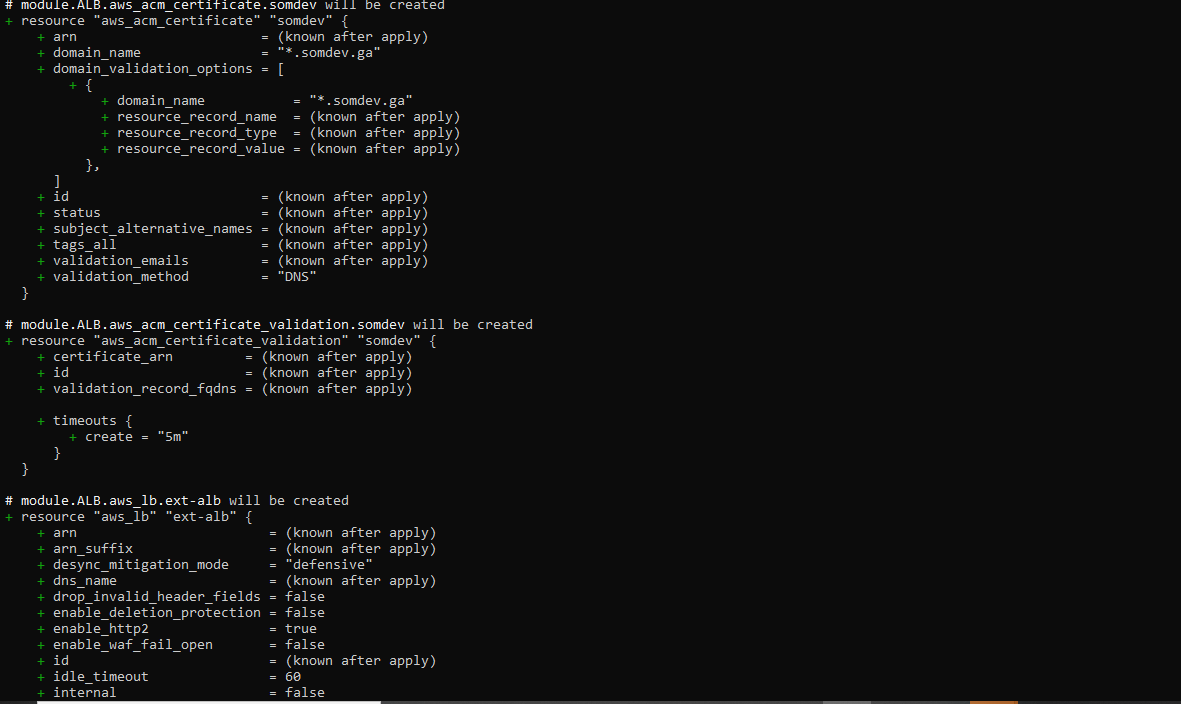 # module.ALB.aws_acm_certificate.somdev will be created
+ resource "aws_acm_certificate" "somdev" {
+ arn = (known after apply)
+ domain_name = "*.somdev.ga"
+ domain_validation_options = [
+ {
+ domain_name = "*.somdev.ga"
+ resource_record_name = (known after apply)
+ resource_record_type = (known after apply)
+ resource_record_value = (known after apply)
},
]
+ id = (known after apply)
+ status = (known after apply)
+ subject_alternative_names = (known after apply)
+ tags_all = (known after apply)
+ validation_emails = (known after apply)
+ validation_method = "DNS"
}
# module.ALB.aws_acm_certificate_validation.somdev will be created
+ resource "aws_acm_certificate_validation" "somdev" {
+ certificate_arn = (known after apply)
+ id = (known after apply)
+ validation_record_fqdns = (known after apply)
+ timeouts {
+ create = "5m"
}
}
# module.ALB.aws_lb.ext-alb will be created
+ resource "aws_lb" "ext-alb" {
+ arn = (known after apply)
+ arn_suffix = (known after apply)
+ desync_mitigation_mode = "defensive"
+ dns_name = (known after apply)
+ drop_invalid_header_fields = false
+ enable_deletion_protection = false
+ enable_http2 = true
+ enable_waf_fail_open = false
+ id = (known after apply)
+ idle_timeout = 60
+ internal = false